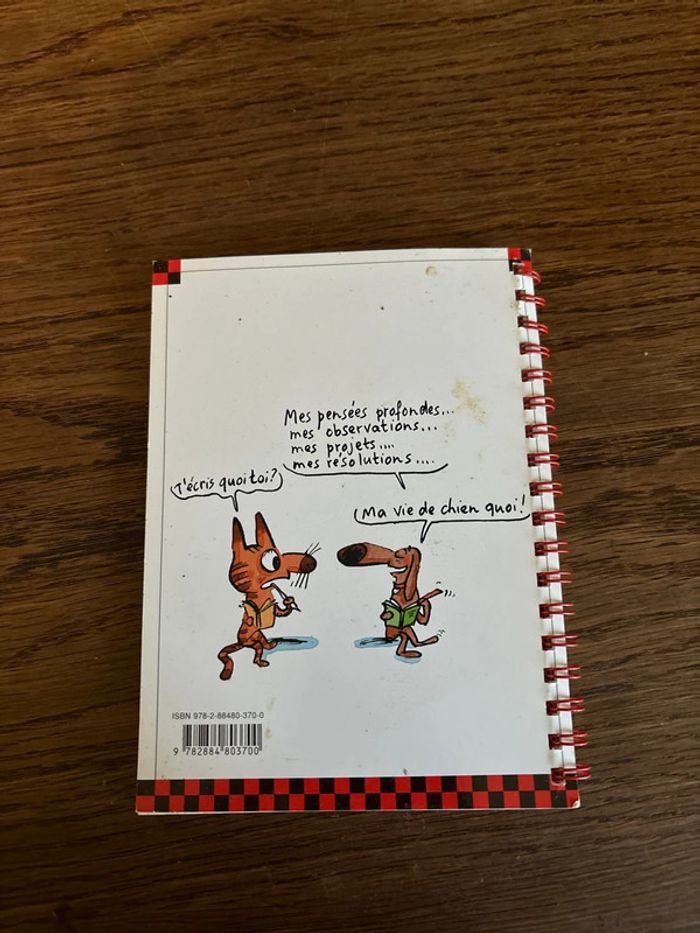 Mes pensées profondes...
mes observations...
mes projets....
mes résolutions....
T'écris quoi toi?
Ma vie de chien quoi!
ISBN 978-2-88480-370-0
9 782884 803700